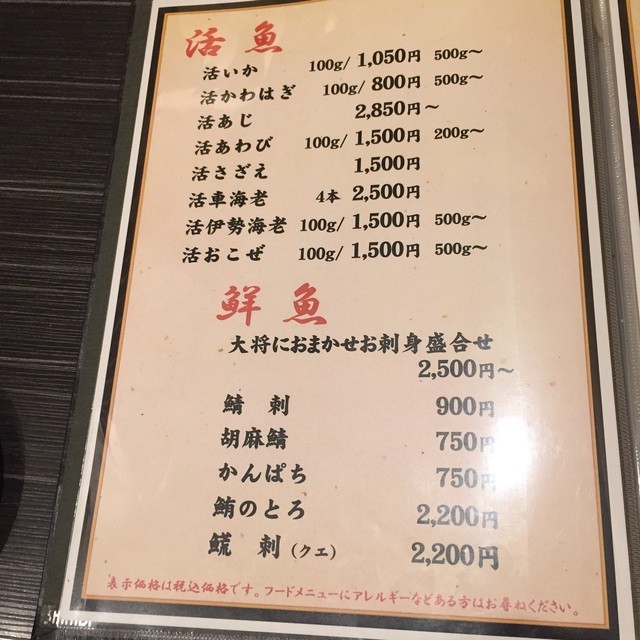 活魚
活いか 100g/ 1,050円 500g〜
活かわはぎ 100g/ 800円 500g〜
活あじ 2,850円〜
活あわび 100g/ 1,500円 200g〜
活さざえ 1,500円
活車海老 4本 2,500円
活伊勢海老 100g/ 1,500円 500g〜
活おこぜ 100g/ 1,500円 500g〜
鮮魚
大将におまかせお刺身盛合せ
2,500円〜
鯖刺 900円
胡麻鯖 750円
かんぱち 750円
鮪のとろ 2,200円
鯍刺(クエ) 2,200円
表示価格は税込価格です。フードメニューにアレルギーなどある方はお尋ねください。